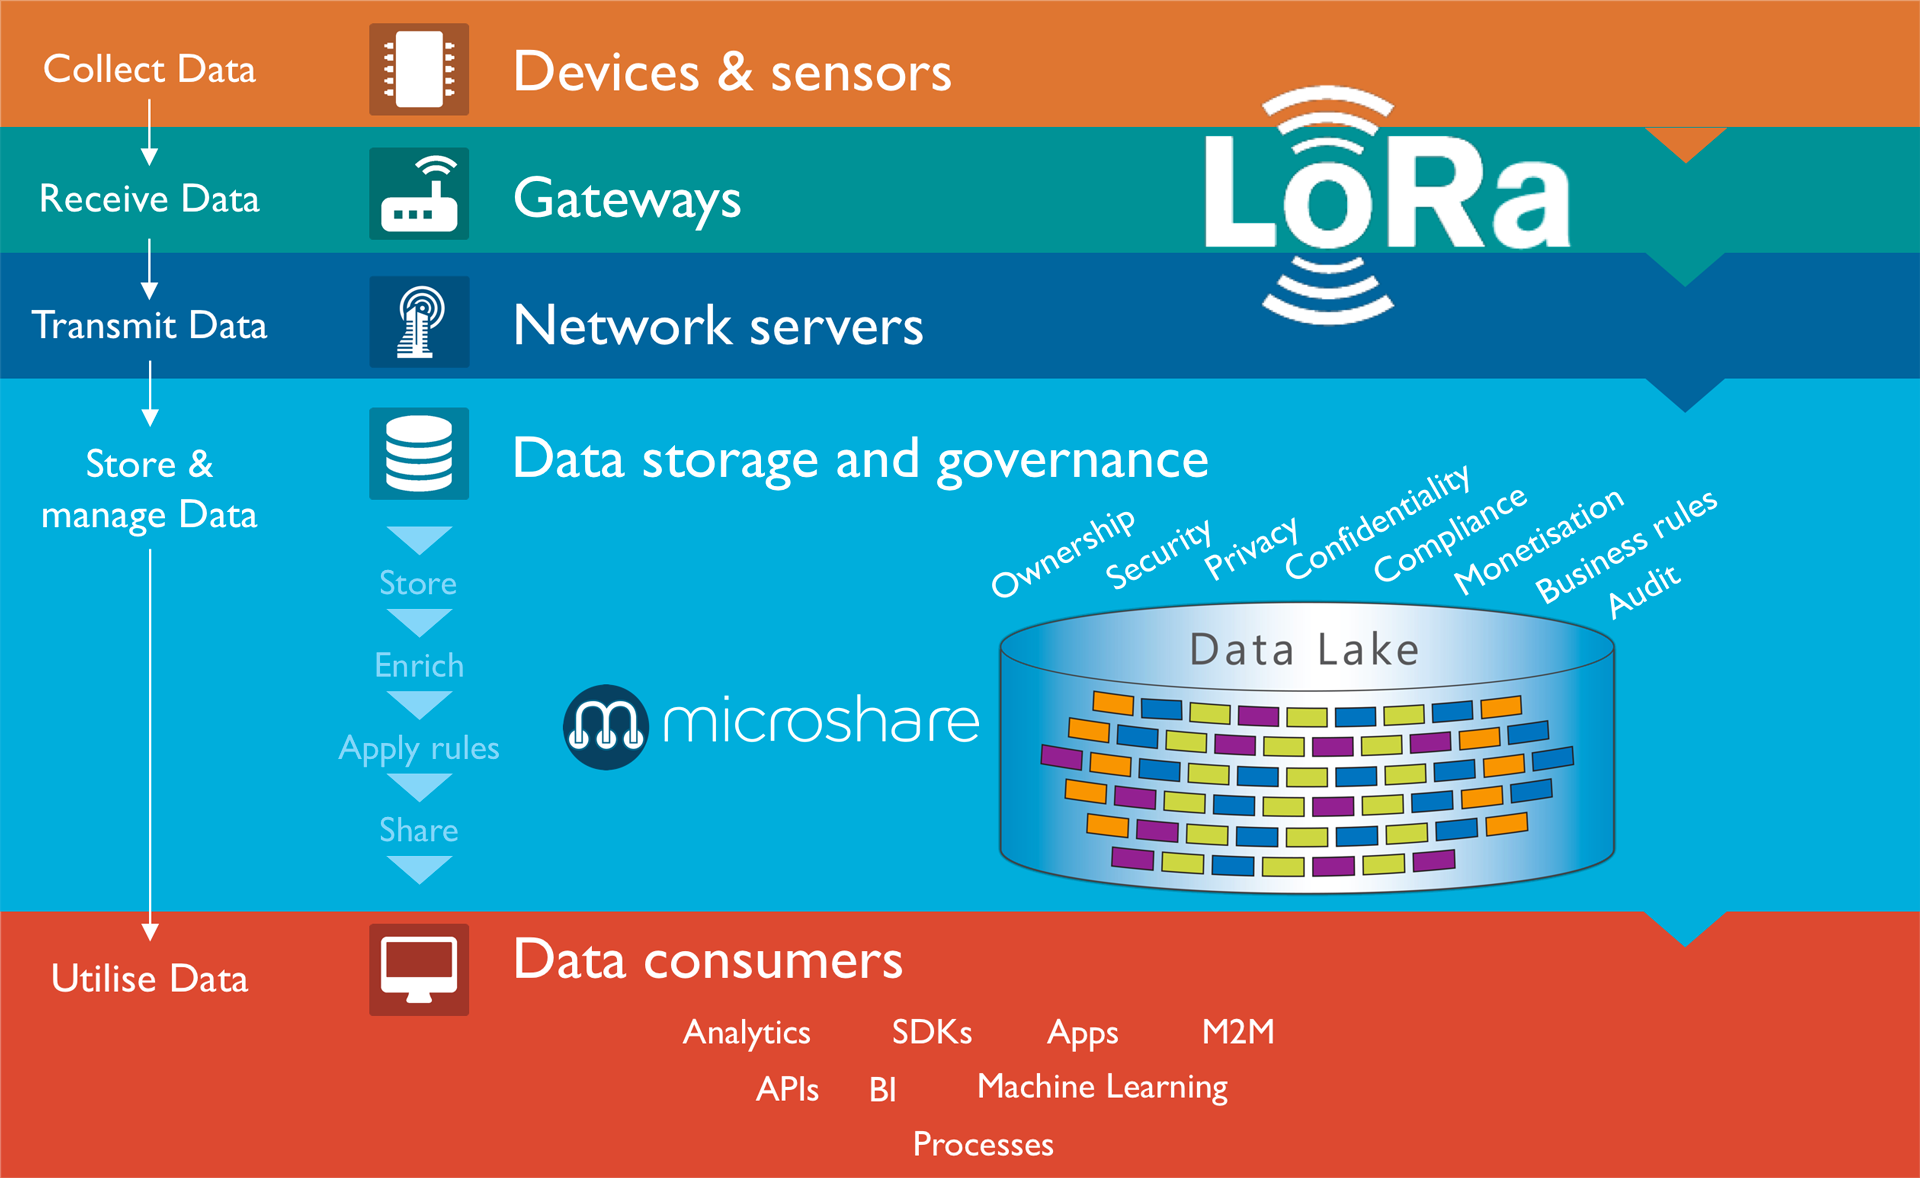 Collect Data
Devices & sensors
Receive Data
Gateways
LoRa
Transmit Data
Network servers
Store &
manage Data
Data storage and governance
Store
Enrich
Apply rules
Share
microshare
Ownership
Security
Privacy
Confidentiality
Compliance
Monetisation
Business rules
Audit
Data Lake
Utilise Data
Data consumers
Analytics SDKs Apps M2M
APIs BI Machine Learning
Processes